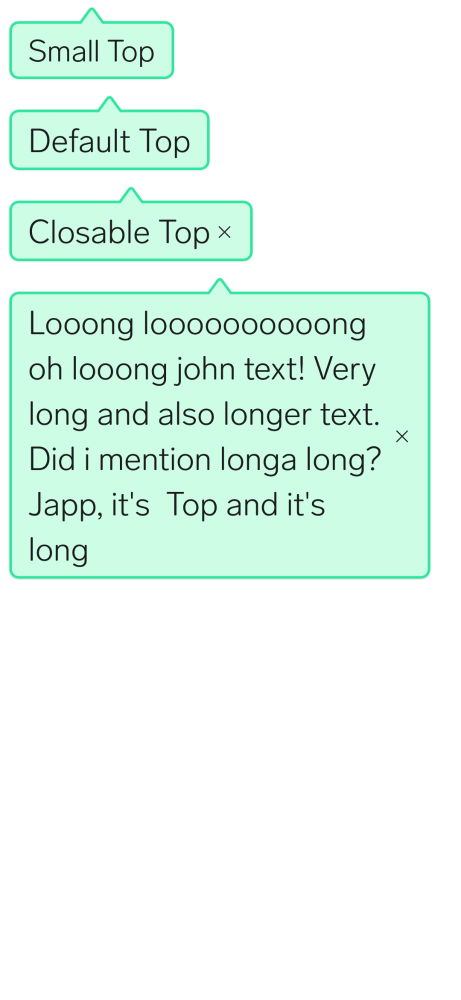 Small Top
Default Top
Closable Top ×
Looong looooooooooong
oh looong john text! Very
long and also longer text.
Did i mention longa long? ×
Japp, it's  Top and it's
long